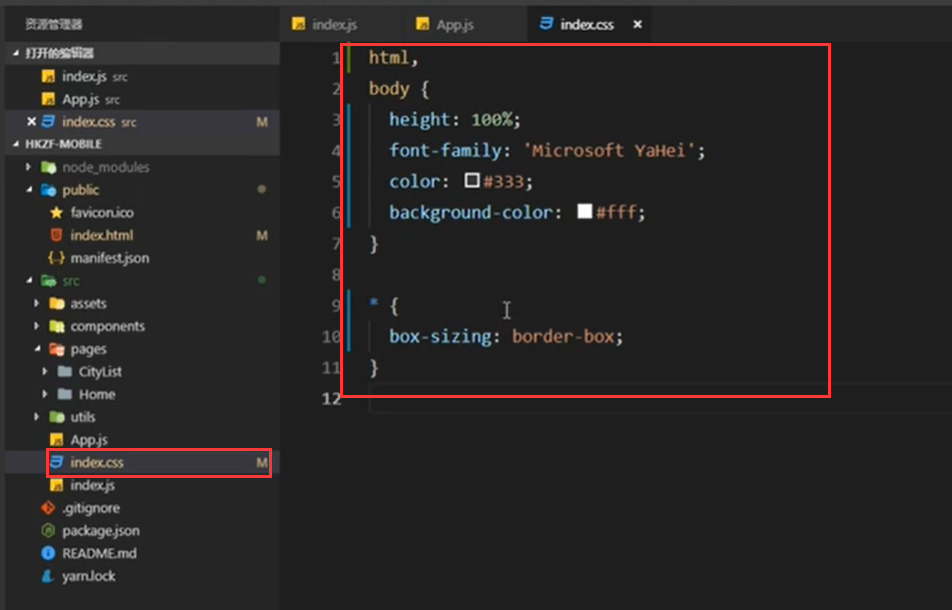 资源管理器
index.js
App.js
index.css ×
打开的编辑器
index.js src
App.js src
× index.css src M
HKZF-MOBILE
node_modules
public
favicon.ico
index.html M
manifest.json
src
assets
components
pages
CityList
Home
utils
App.js
index.css M
index.js
.gitignore
package.json
README.md
yarn.lock
1 html,
2 body {
3 height: 100%;
4 font-family: 'Microsoft YaHei';
5 color: #333;
6 background-color: #fff;
7 }
8
9 * {
10 box-sizing: border-box;
11 }
12